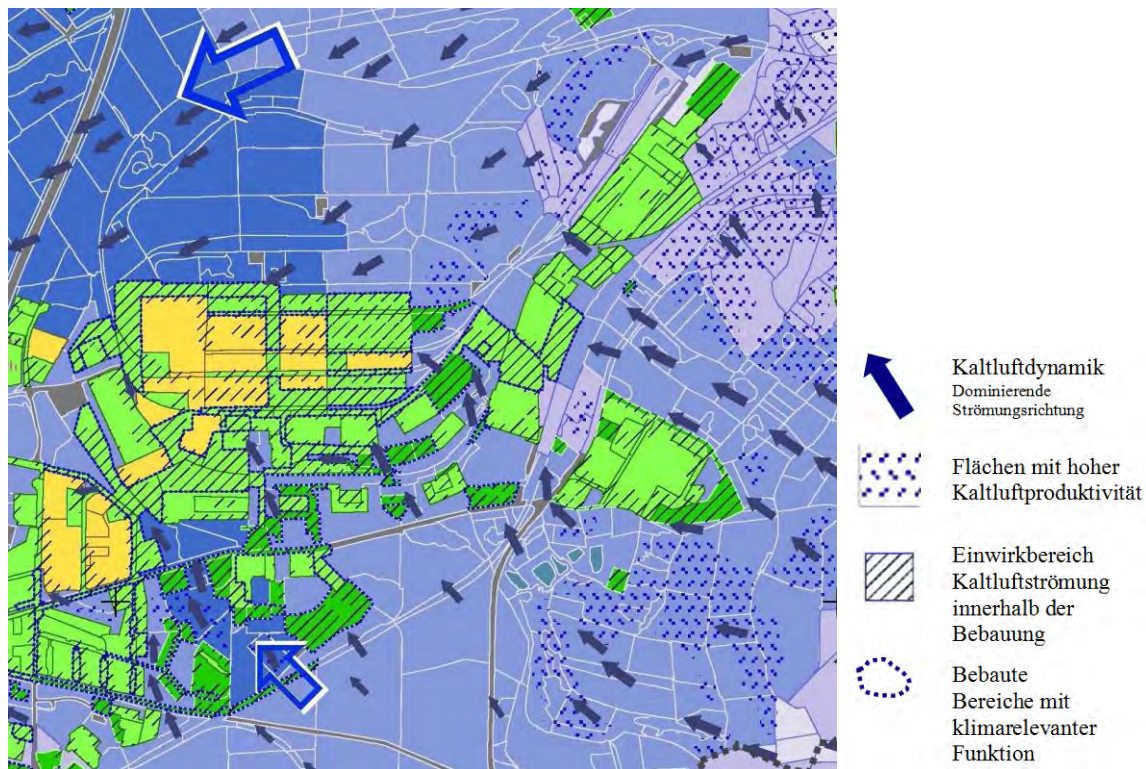 Kaltluftdynamik
Dominierende
Strömungsrichtung
Flächen mit hoher
Kaltluftproduktivität
Einwirkbereich
Kaltluftströmung
innerhalb der
Bebauung
Bebaute
Bereiche mit
klimarelevanter
Funktion